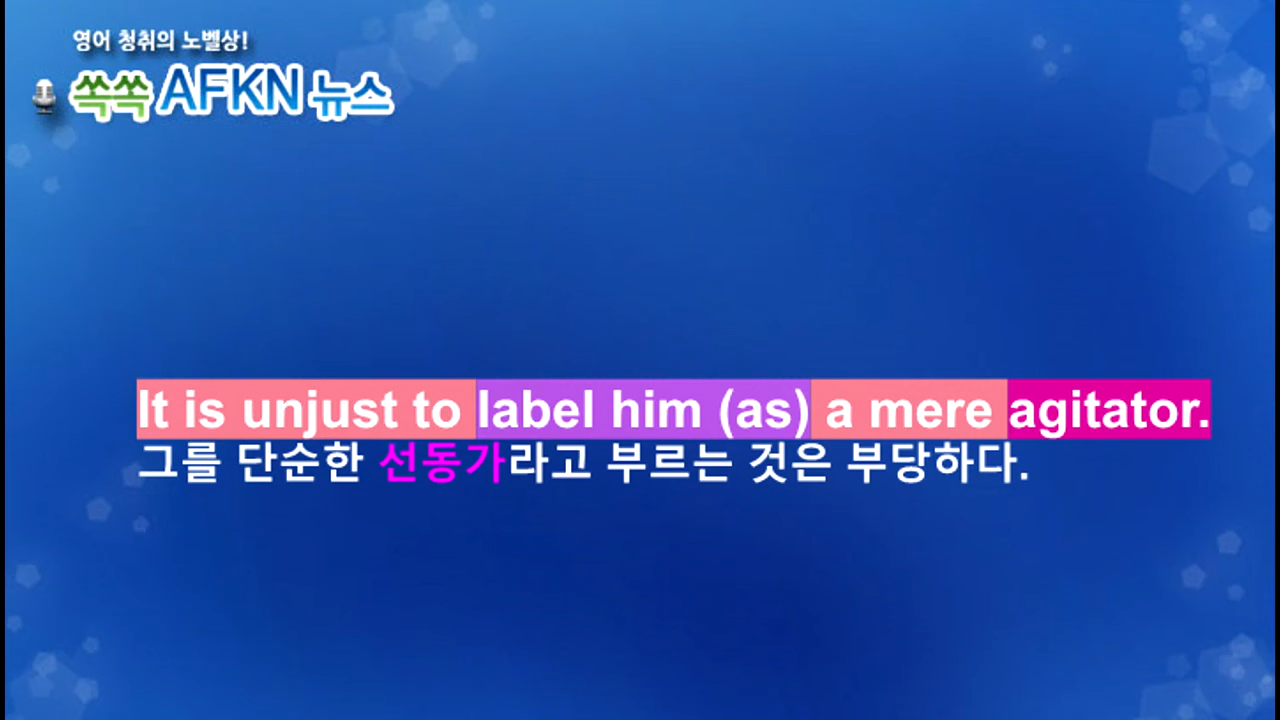 영어 청취의 노벨상!
쏙쏙 AFKN 뉴스
It is unjust to label him (as) a mere agitator.
그를 단순한 선동가라고 부르는 것은 부당하다.